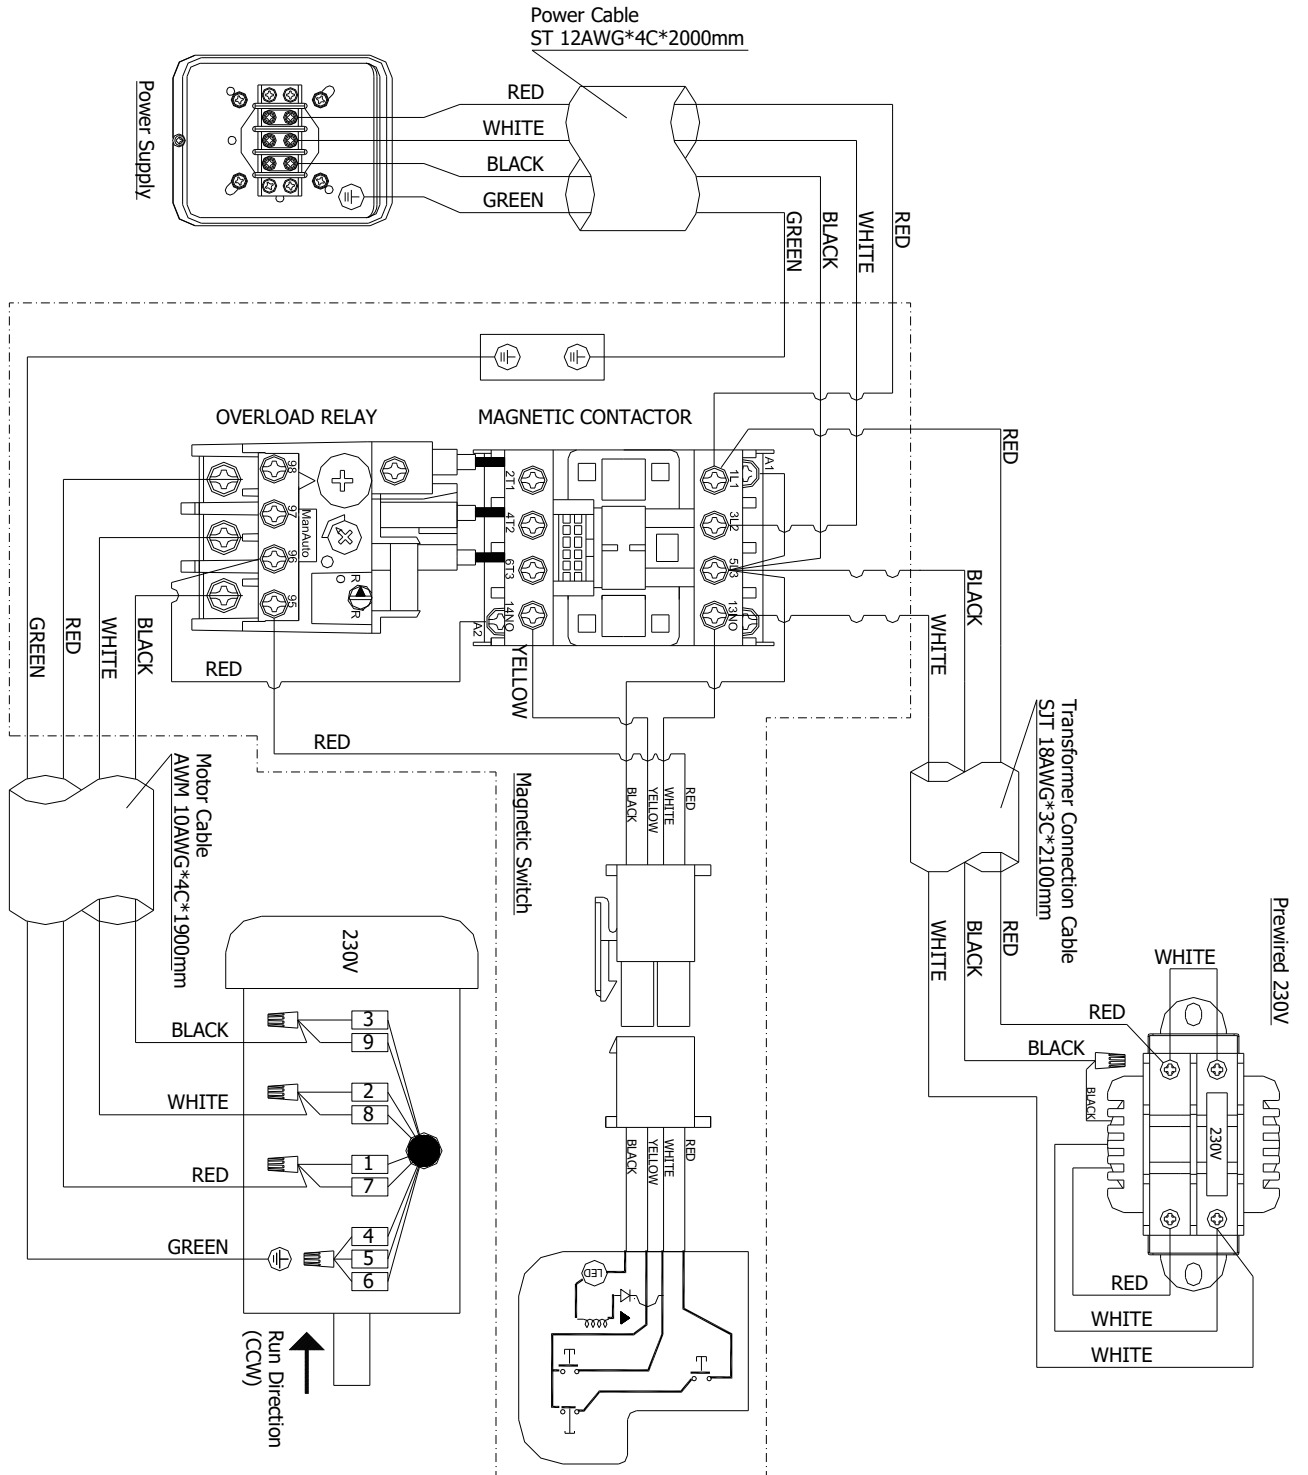 Power Cable
ST 12AWG*4C*2000mm
Power Supply
RED
WHITE
BLACK
GREEN
GREEN
BLACK
WHITE
RED
OVERLOAD RELAY
MAGNETIC CONTACTOR
RED
98
97
96
95
ManAuto
R
R
2T1
4T2
6T3
14NO
A2
1L1
3L2
5L3
13NO
A1
BLACK
WHITE
GREEN
RED
WHITE
BLACK
RED
YELLOW
RED
Transformer Connection Cable
SJT 18AWG*3C*2100mm
Motor Cable
AWM 10AWG*4C*1900mm
Magnetic Switch
BLACK
YELLOW
WHITE
RED
WHITE
BLACK
RED
Prewired 230V
WHITE
RED
BLACK
BLACK
230V
RED
WHITE
WHITE
230V
3
9
2
8
1
7
4
5
6
BLACK
WHITE
RED
GREEN
BLACK
YELLOW
WHITE
RED
LED
Run Direction
(CCW)